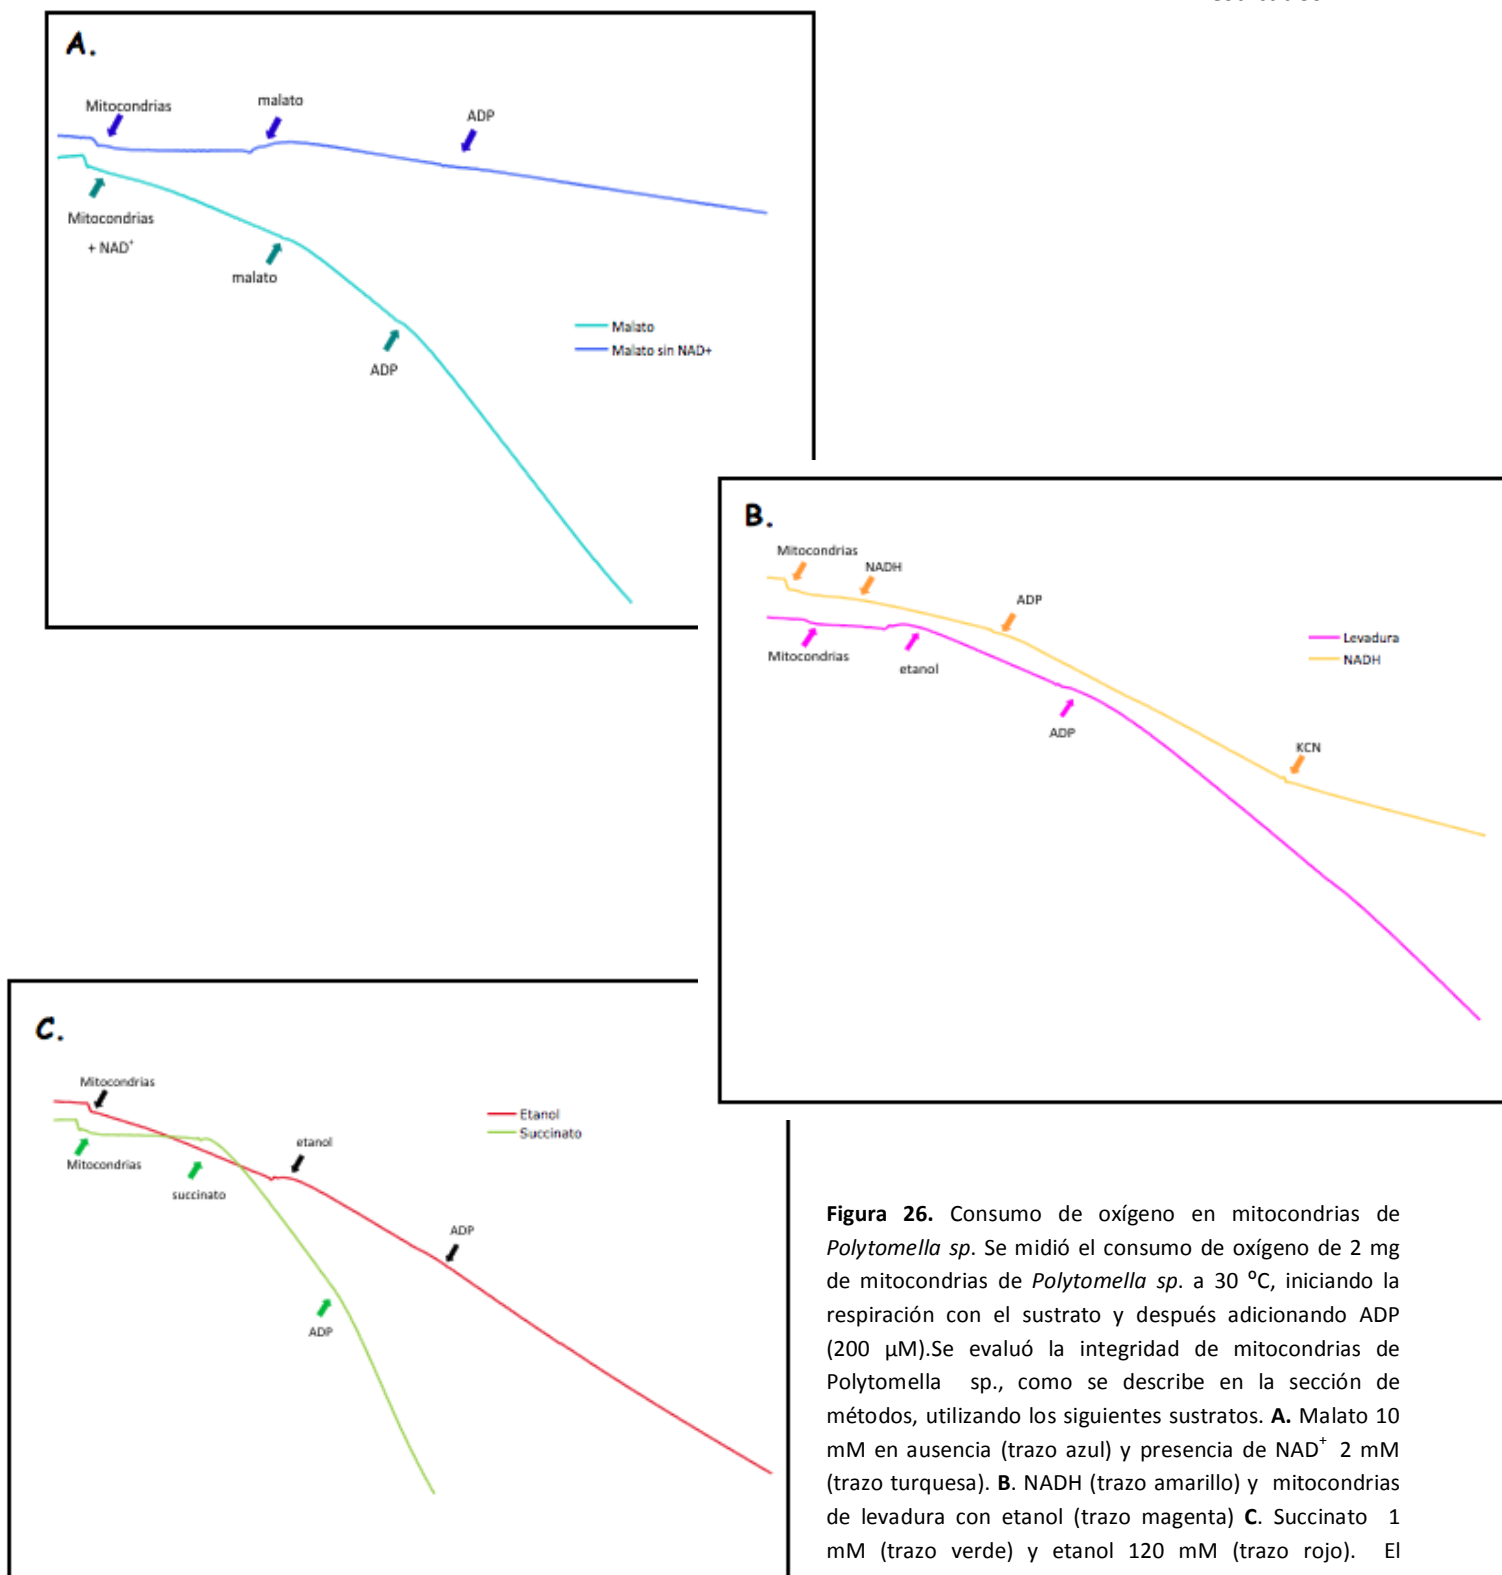 A.
Mitocondrias
malato
ADP
Mitocondrias
+ NAD⁺
malato
ADP
Malato
Malato sin NAD+
B.
Mitocondrias
NADH
ADP
Mitocondrias
etanol
ADP
KCN
Levadura
NADH
C.
Mitocondrias
etanol
ADP
Mitocondrias
succinato
ADP
Etanol
Succinato
Figura 26. Consumo de oxígeno en mitocondrias de
Polytomella sp. Se midió el consumo de oxígeno de 2 mg
de mitocondrias de Polytomella sp. a 30 ºC, iniciando la
respiración con el sustrato y después adicionando ADP
(200 µM).Se evaluó la integridad de mitocondrias de
Polytomella sp., como se describe en la sección de
métodos, utilizando los siguientes sustratos. A. Malato 10
mM en ausencia (trazo azul) y presencia de NAD⁺ 2 mM
(trazo turquesa). B. NADH (trazo amarillo) y mitocondrias
de levadura con etanol (trazo magenta) C. Succinato 1
mM (trazo verde) y etanol 120 mM (trazo rojo). El